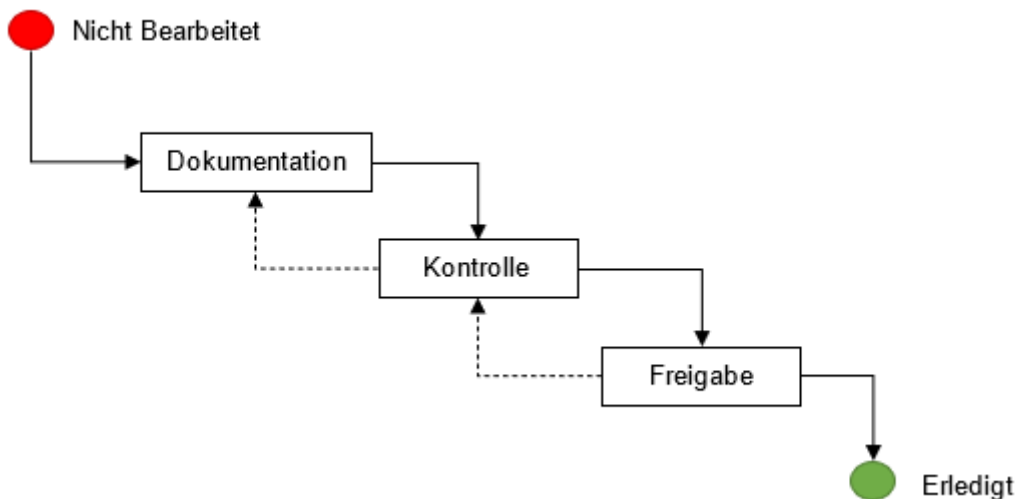 Nicht Bearbeitet
Dokumentation
Kontrolle
Freigabe
Erledigt